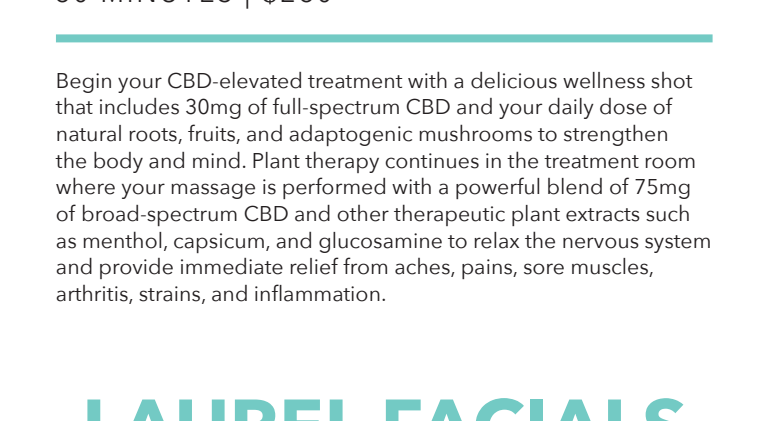 MINUTES | $
Begin your CBD-elevated treatment with a delicious wellness shot
that includes 30mg of full-spectrum CBD and your daily dose of
natural roots, fruits, and adaptogenic mushrooms to strengthen
the body and mind. Plant therapy continues in the treatment room
where your massage is performed with a powerful blend of 75mg
of broad-spectrum CBD and other therapeutic plant extracts such
as menthol, capsicum, and glucosamine to relax the nervous system
and provide immediate relief from aches, pains, sore muscles,
arthritis, strains, and inflammation.
LAUREL FACIALS